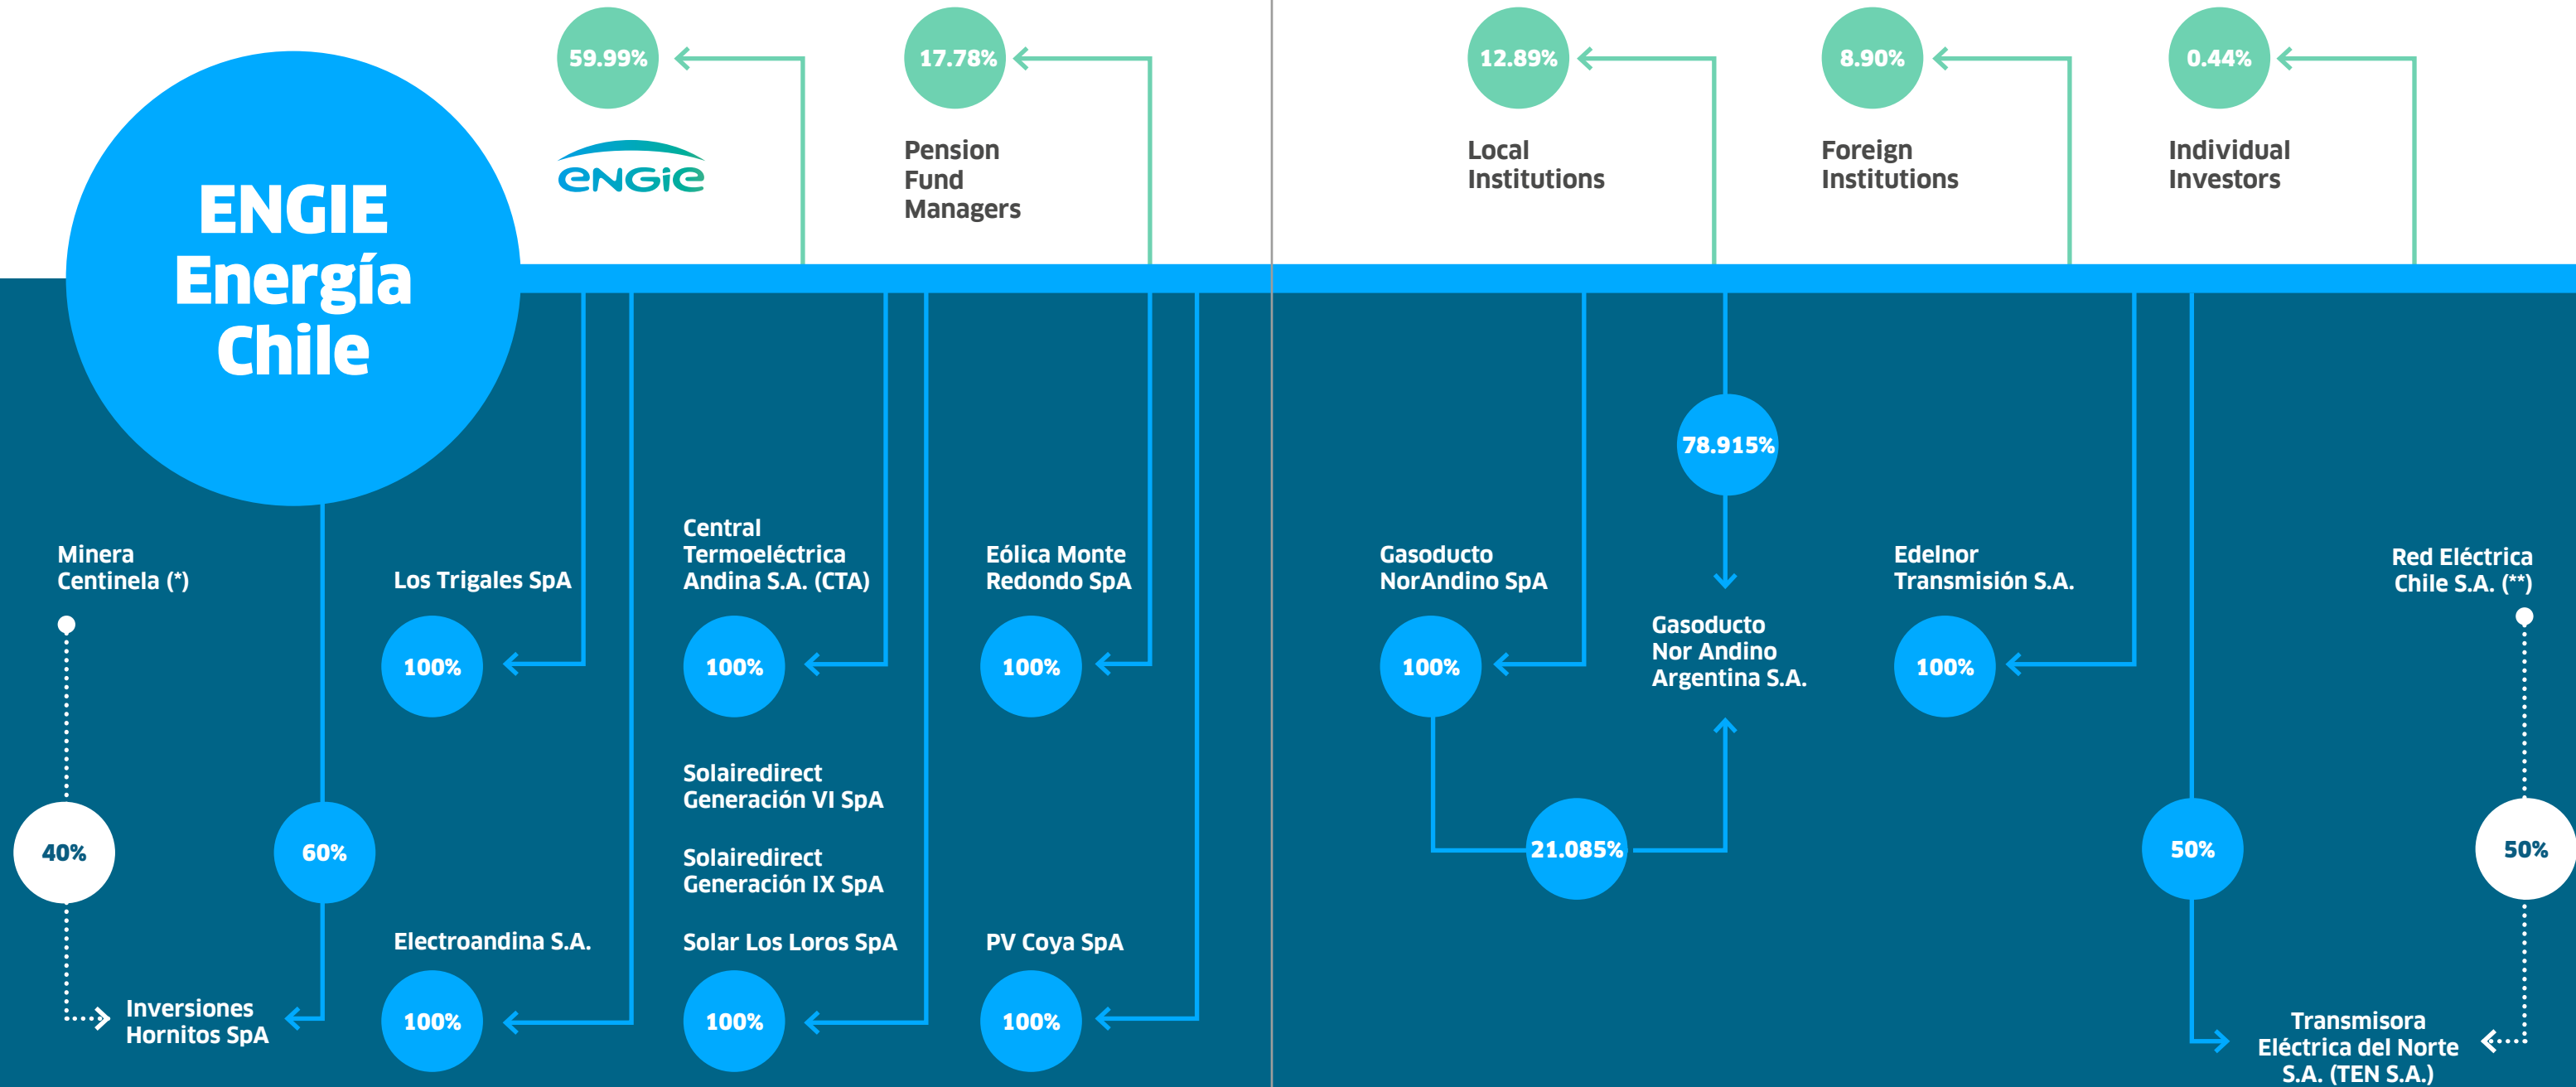 59.99%
17.78%
12.89%
8.90%
0.44%
ENGIE
Pension
Fund
Managers
Local
Institutions
Foreign
Institutions
Individual
Investors
ENGIE
Energía
Chile
78.915%
Minera
Centinela (*)
Los Trigales SpA
Central
Termoeléctrica
Andina S.A. (CTA)
Eólica Monte
Redondo SpA
Gasoducto
NorAndino SpA
Gasoducto
Nor Andino
Argentina S.A.
Edelnor
Transmisión S.A.
Red Eléctrica
Chile S.A. (**)
100%
100%
100%
100%
100%
Solairedirect
Generación VI SpA
Solairedirect
Generación IX SpA
40%
60%
21.085%
50%
50%
Electroandina S.A.
Solar Los Loros SpA
PV Coya SpA
Inversiones
Hornitos SpA
100%
100%
100%
Transmisora
Eléctrica del Norte
S.A. (TEN S.A.)